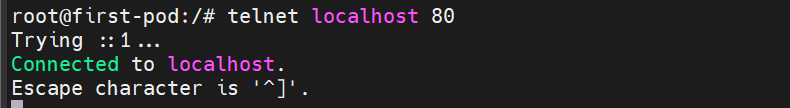 root@first-pod:/# telnet localhost 80
Trying ::1...
Connected to localhost.
Escape character is '^]'.